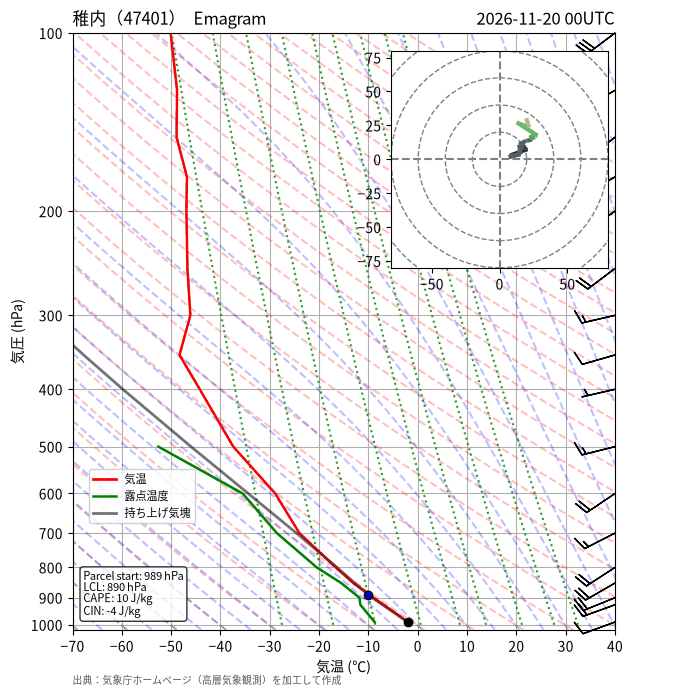 稚内（47401） Emagram
2026-11-20 00UTC
100
200
300
400
500
600
700
800
900
1000
気圧 (hPa)
75
50
25
0
−25
−50
−75
−50
0
50
気温
露点温度
持ち上げ気塊
Parcel start: 989 hPa
LCL: 890 hPa
CAPE: 10 J/kg
CIN: -4 J/kg
−70
−60
−50
−40
−30
−20
−10
0
10
20
30
40
気温 (℃)
出典：気象庁ホームページ（高層気象観測）を加工して作成